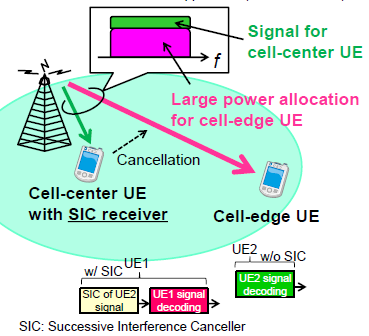 Signal for
cell-center UE
f
Large power allocation
for cell-edge UE
Cancellation
Cell-center UE
with SIC receiver
Cell-edge UE
UE1
w/ SIC
SIC of UE2
signal
UE1 signal
decoding
UE2
w/o SIC
UE2 signal
decoding
SIC: Successive Interference Canceller